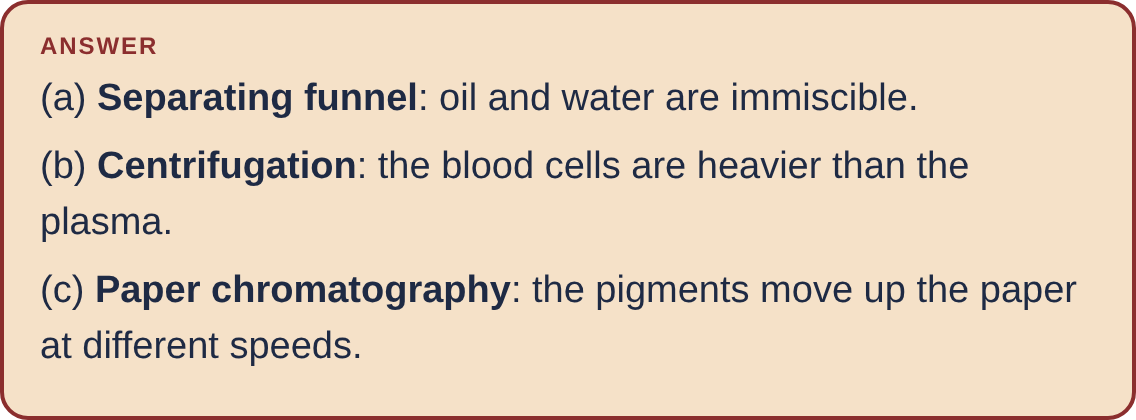 ANSWER
(a) Separating funnel: oil and water are immiscible.
(b) Centrifugation: the blood cells are heavier than the
plasma.
(c) Paper chromatography: the pigments move up the paper
at different speeds.